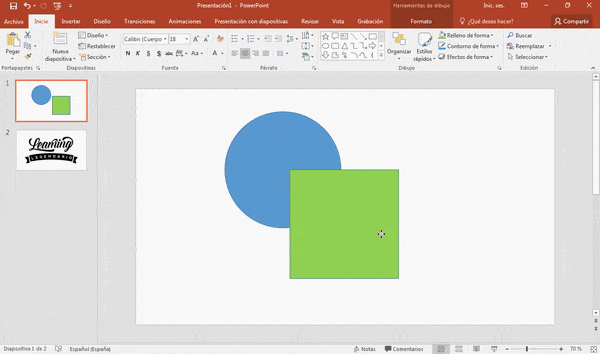 Presentación1 - PowerPoint
Herramientas de dibujo
Inic. ses.
Archivo Inicio Insertar Diseño Transiciones Animaciones Presentación con diapositivas Revisar Vista Grabación Formato ¿Qué desea hacer? Compartir
Pegar
Nueva diapositiva
Diseño
Restablecer
Sección
Calibri (Cuerpo) 18
N K S
Organizar
Estilos rápidos
Relleno de forma
Contorno de forma
Efectos de forma
Buscar
Reemplazar
Seleccionar
Portapapeles Diapositivas Fuente Párrafo Dibujo Edición
1
2
Learning
LEGENDARIO
Diapositiva 1 de 2 Español (España) Notas Comentarios 70 %